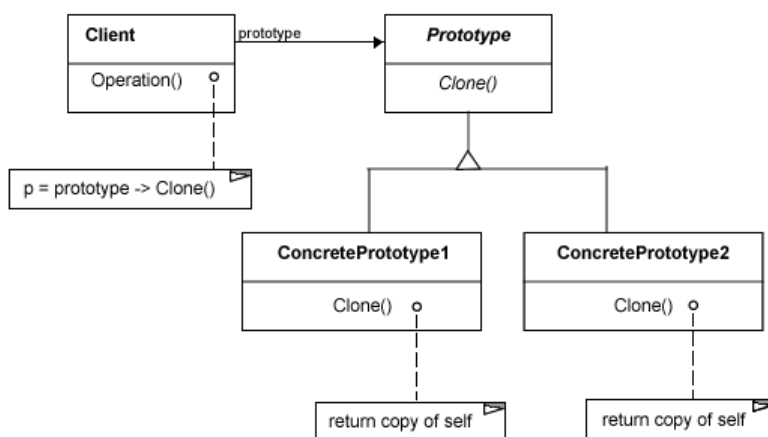 Client
prototype
Prototype
Operation()
Clone()
p = prototype -> Clone()
ConcretePrototype1
ConcretePrototype2
Clone()
Clone()
return copy of self
return copy of self